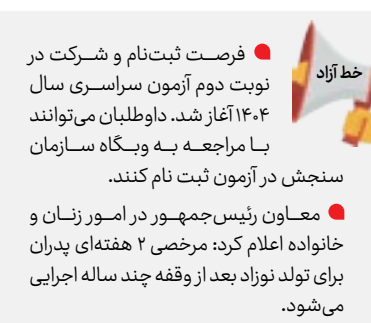 خط آزاد
فرصت ثبت‌نام و شرکت در
نوبت دوم آزمون سراسری سال
۱۴۰۴ آغاز شد. داوطلبان می‌توانند
با مراجعه به وبگاه سازمان
سنجش در آزمون ثبت نام کنند.
معاون رئیس‌جمهور در امور زنان و
خانواده اعلام کرد: مرخصی ۲ هفته‌ای پدران
برای تولد نوزاد بعد از وقفه چند ساله اجرایی
می‌شود.